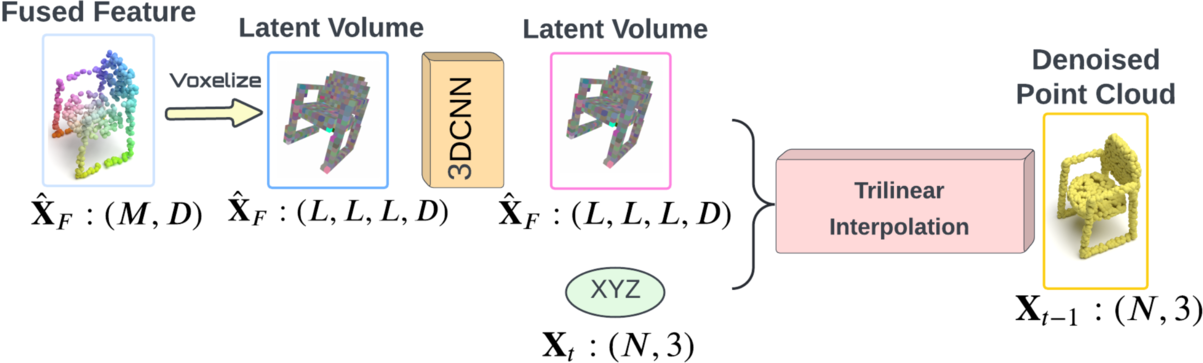 Fused Feature
Voxelize
X̂_F : (M, D)
Latent Volume
X̂_F : (L, L, L, D)
3DCNN
Latent Volume
X̂_F : (L, L, L, D)
XYZ
X_t : (N, 3)
Trilinear
Interpolation
Denoised
Point Cloud
X_{t−1} : (N, 3)